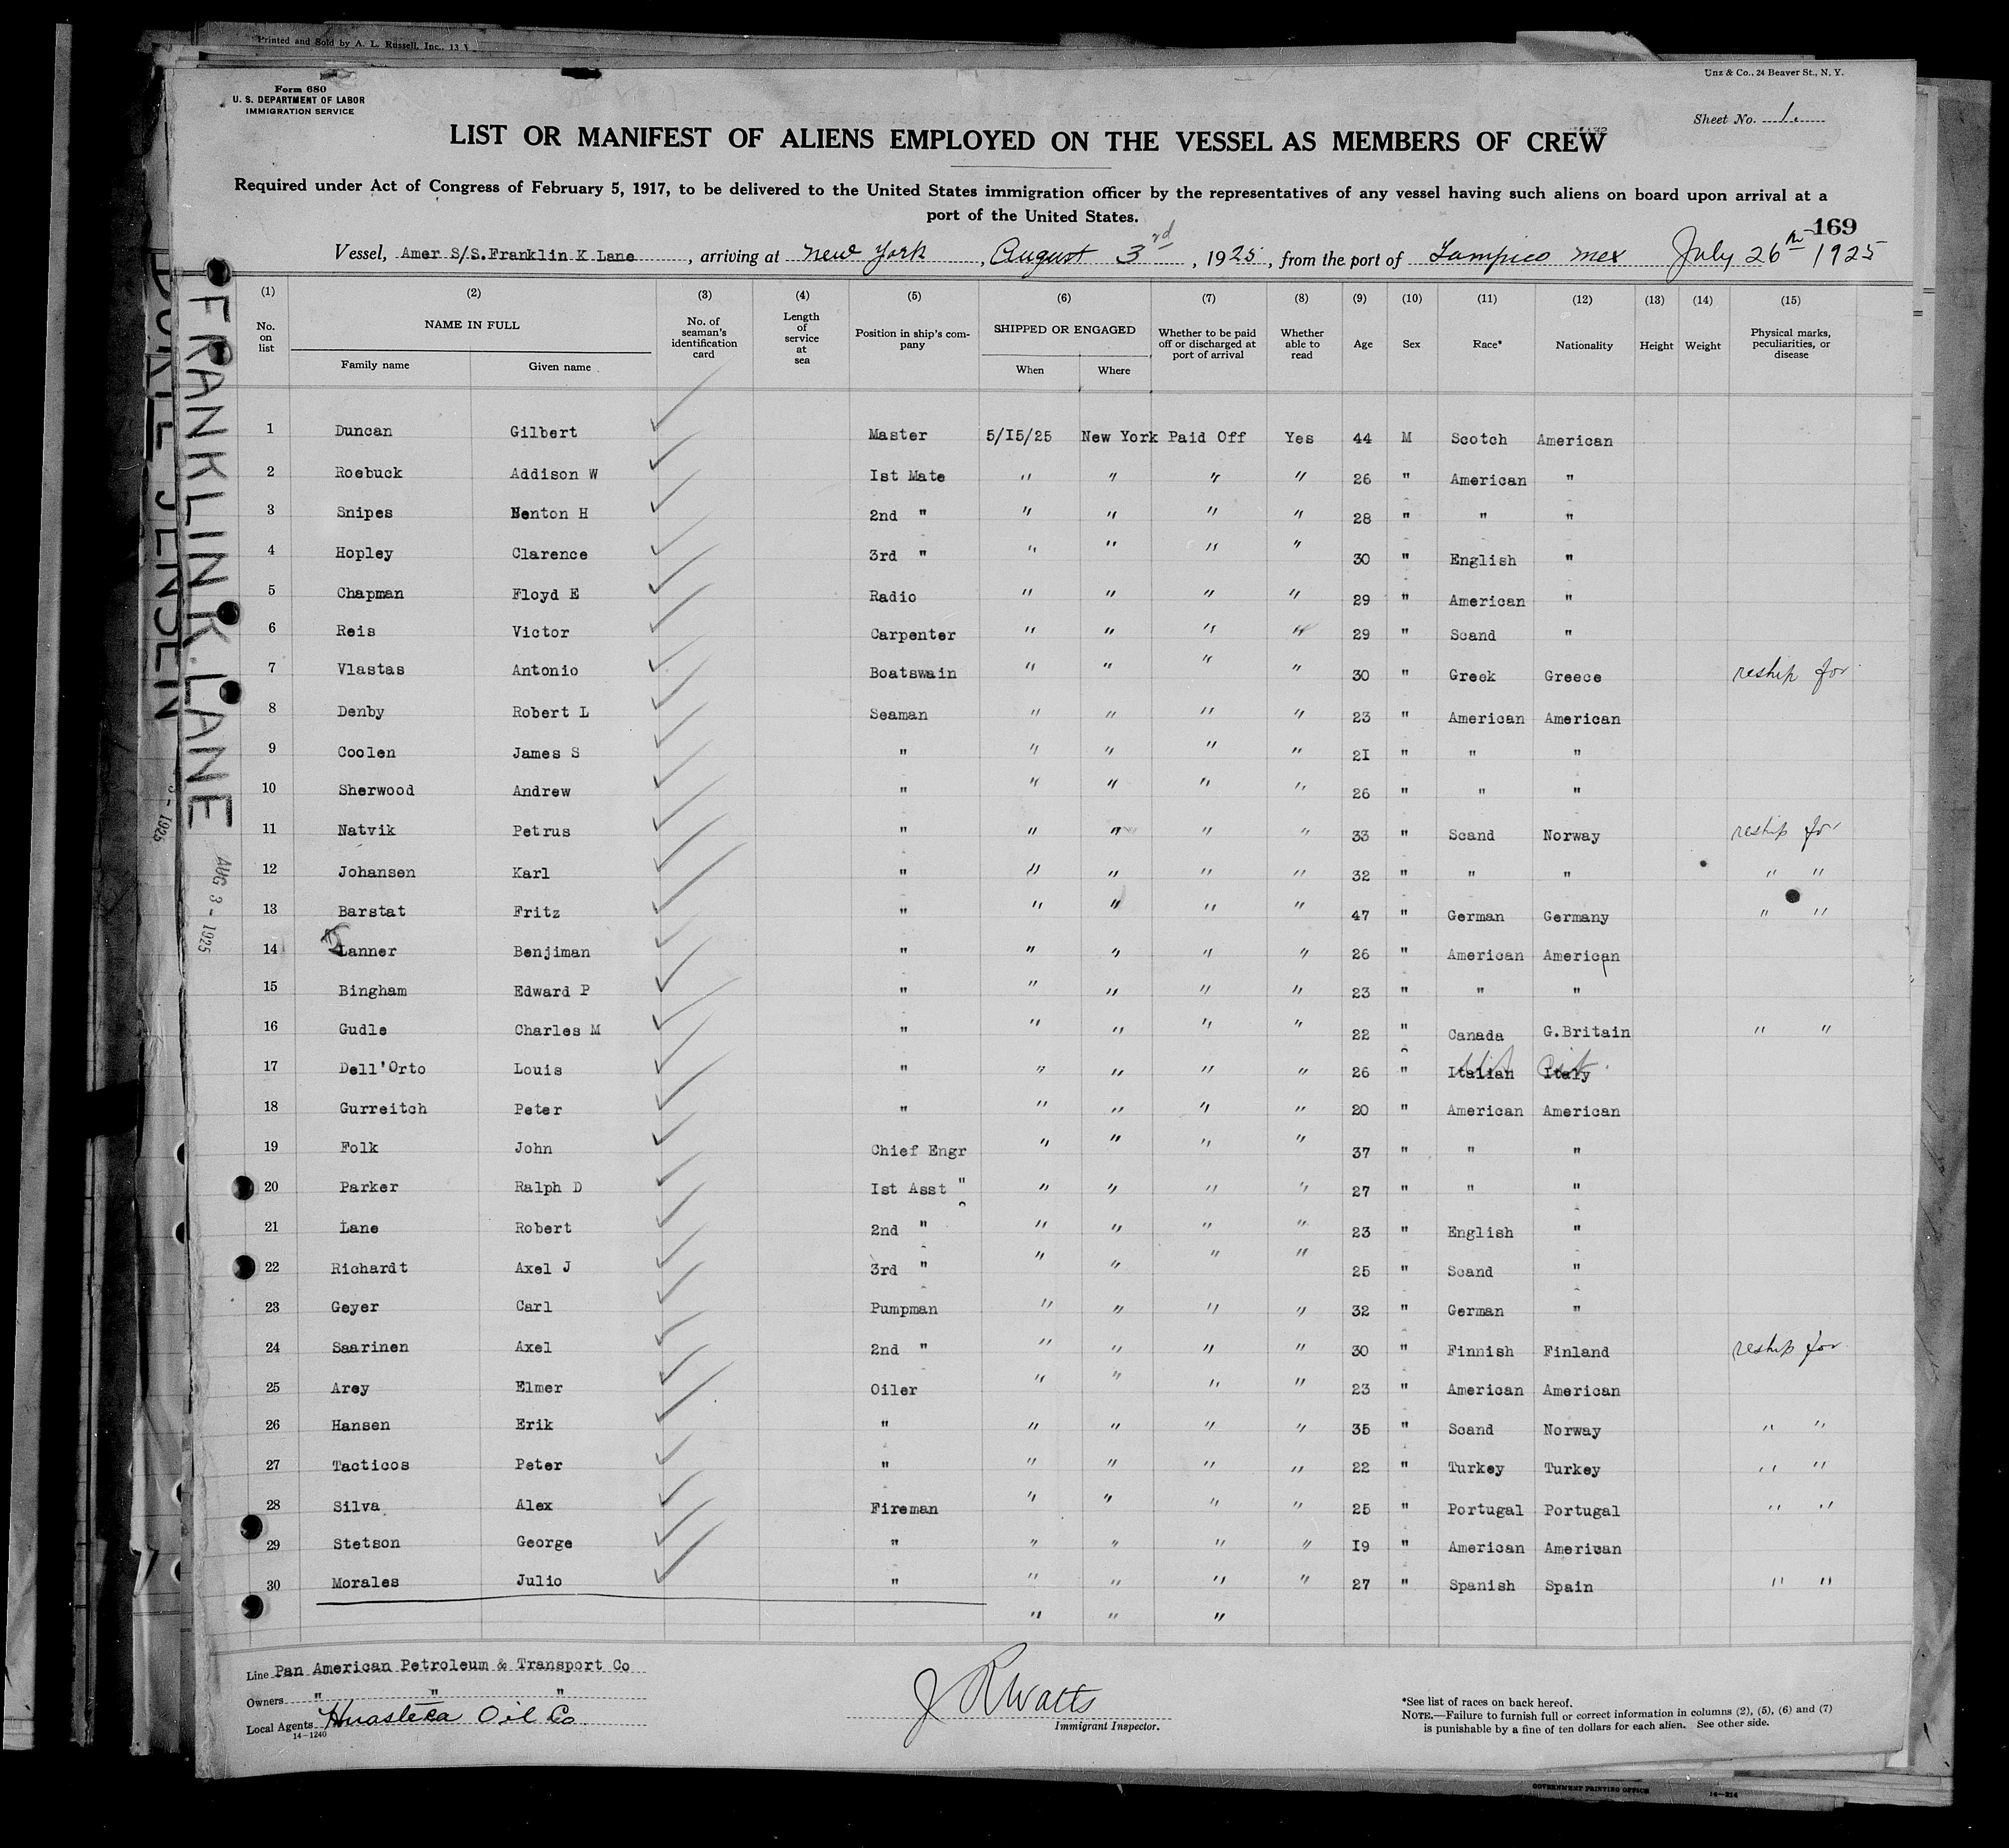 Printed and Sold by A. L. Russell, Inc., 13
Unz & Co., 24 Beaver St., N. Y.
Form 680
U. S. DEPARTMENT OF LABOR
IMMIGRATION SERVICE
Sheet No. 1.
LIST OR MANIFEST OF ALIENS EMPLOYED ON THE VESSEL AS MEMBERS OF CREW
Required under Act of Congress of February 5, 1917, to be delivered to the United States immigration officer by the representatives of any vessel having such aliens on board upon arrival at a
port of the United States.
169
Vessel, Amer S/S.Franklin K Lane, arriving at New York, August 3rd, 1925, from the port of Tampico Mex July 26th 1925
(1) (2) (3) (4) (5) (6) (7) (8) (9) (10) (11) (12) (13) (14) (15)
No. on list NAME IN FULL Family name Given name No. of seaman's identification card Length of service at sea Position in ship's company SHIPPED OR ENGAGED When Where Whether to be paid off or discharged at port of arrival Whether able to read Age Sex Race* Nationality Height Weight Physical marks, peculiarities, or disease
1 Duncan Gilbert Master 5/15/25 New York Paid Off Yes 44 M Scotch American
2 Roebuck Addison W 1st Mate " " " " 26 " American "
3 Snipes Benton H 2nd " " " " " 28 " " "
4 Hopley Clarence 3rd " " " " " 30 " English "
5 Chapman Floyd E Radio " " " " 29 " American "
6 Reis Victor Carpenter " " " " 29 " Scand "
7 Vlastas Antonio Boatswain " " " " 30 " Greek Greece reship for
8 Denby Robert L Seaman " " " " 23 " American American
9 Coolen James S " " " " " 21 " " "
10 Sherwood Andrew " " " " " 26 " " "
11 Natvik Petrus " " " " " 33 " Scand Norway reship for
12 Johansen Karl " " " " " 32 " " " " "
13 Barstat Fritz " " " " " 47 " German Germany " "
14 Lanner Benjiman " " " " " 26 " American American
15 Bingham Edward P " " " " " 23 " " "
16 Gudle Charles M " " " " " 22 " Canada G.Britain " "
17 Dell'Orto Louis " " " " " 26 " Italian Italy
18 Gurreitch Peter " " " " " 20 " American American
19 Folk John Chief Engr " " " " 37 " " "
20 Parker Ralph D 1st Asst " " " " " 27 " " "
21 Lane Robert 2nd " " " " " 23 " English "
22 Richardt Axel J 3rd " " " " " 25 " Scand "
23 Geyer Carl Pumpman " " " " 32 " German "
24 Saarinen Axel 2nd " " " " " 30 " Finnish Finland reship for
25 Arey Elmer Oiler " " " " 23 " American American
26 Hansen Erik " " " " " 35 " Scand Norway " "
27 Tacticos Peter " " " " " 22 " Turkey Turkey " "
28 Silva Alex Fireman " " " " 25 " Portugal Portugal " "
29 Stetson George " " " " " 19 " American American
30 Morales Julio " " " " " 27 " Spanish Spain " "
" " "
Line Pan American Petroleum & Transport Co
Owners " " "
Local Agents Huasteca Oil Co.
14-1240
J R Watts
Immigrant Inspector.
*See list of races on back hereof.
NOTE.—Failure to furnish full or correct information in columns (2), (5), (6) and (7)
is punishable by a fine of ten dollars for each alien. See other side.
GOVERNMENT PRINTING OFFICE
FRANKLIN K. LANE
AUG 3 - 1925
JENSEN
1925